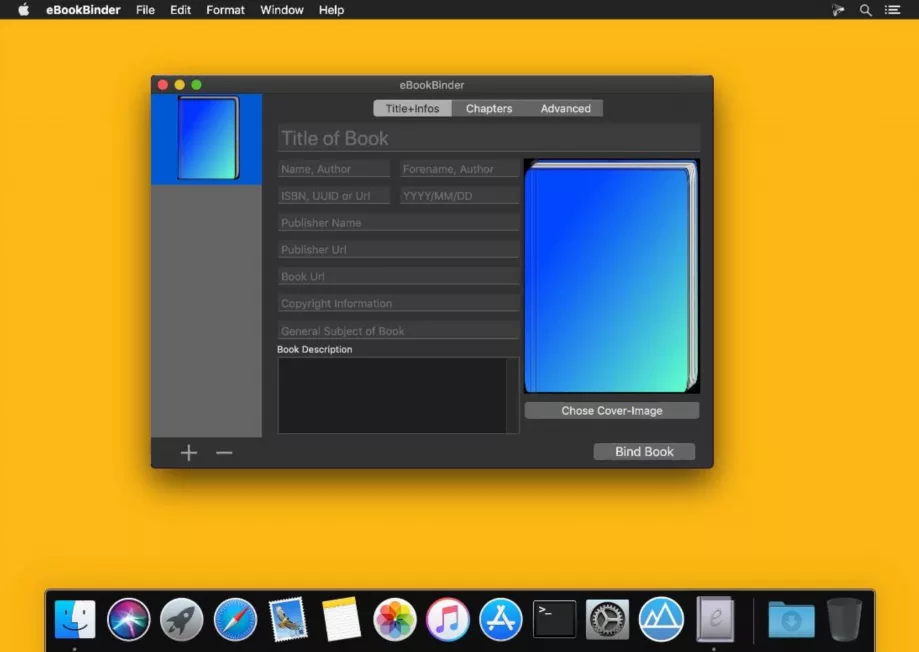 eBookBinder File Edit Format Window Help
eBookBinder
Title+Infos Chapters Advanced
Title of Book
Name, Author Forename, Author
ISBN, UUID or Url YYYY/MM/DD
Publisher Name
Publisher Url
Book Url
Copyright Information
General Subject of Book
Book Description
Chose Cover-Image
+ −
Bind Book
>_
e